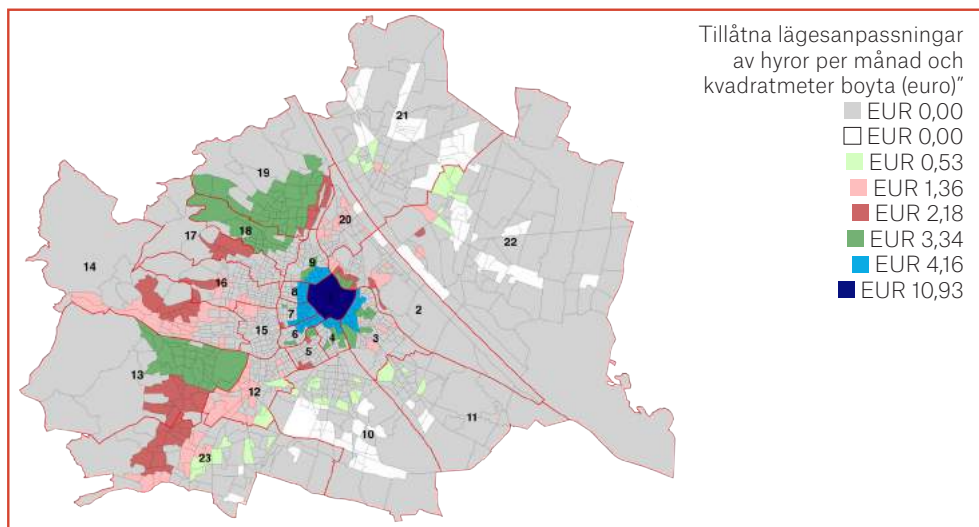 Tillåtna lägesanpassningar
av hyror per månad och
kvadratmeter boyta (euro)”
EUR 0,00
EUR 0,00
EUR 0,53
EUR 1,36
EUR 2,18
EUR 3,34
EUR 4,16
EUR 10,93
21
19
20
18
17
22
14
9
16
8
2
7
15
6
4
3
5
13
12
11
10
23